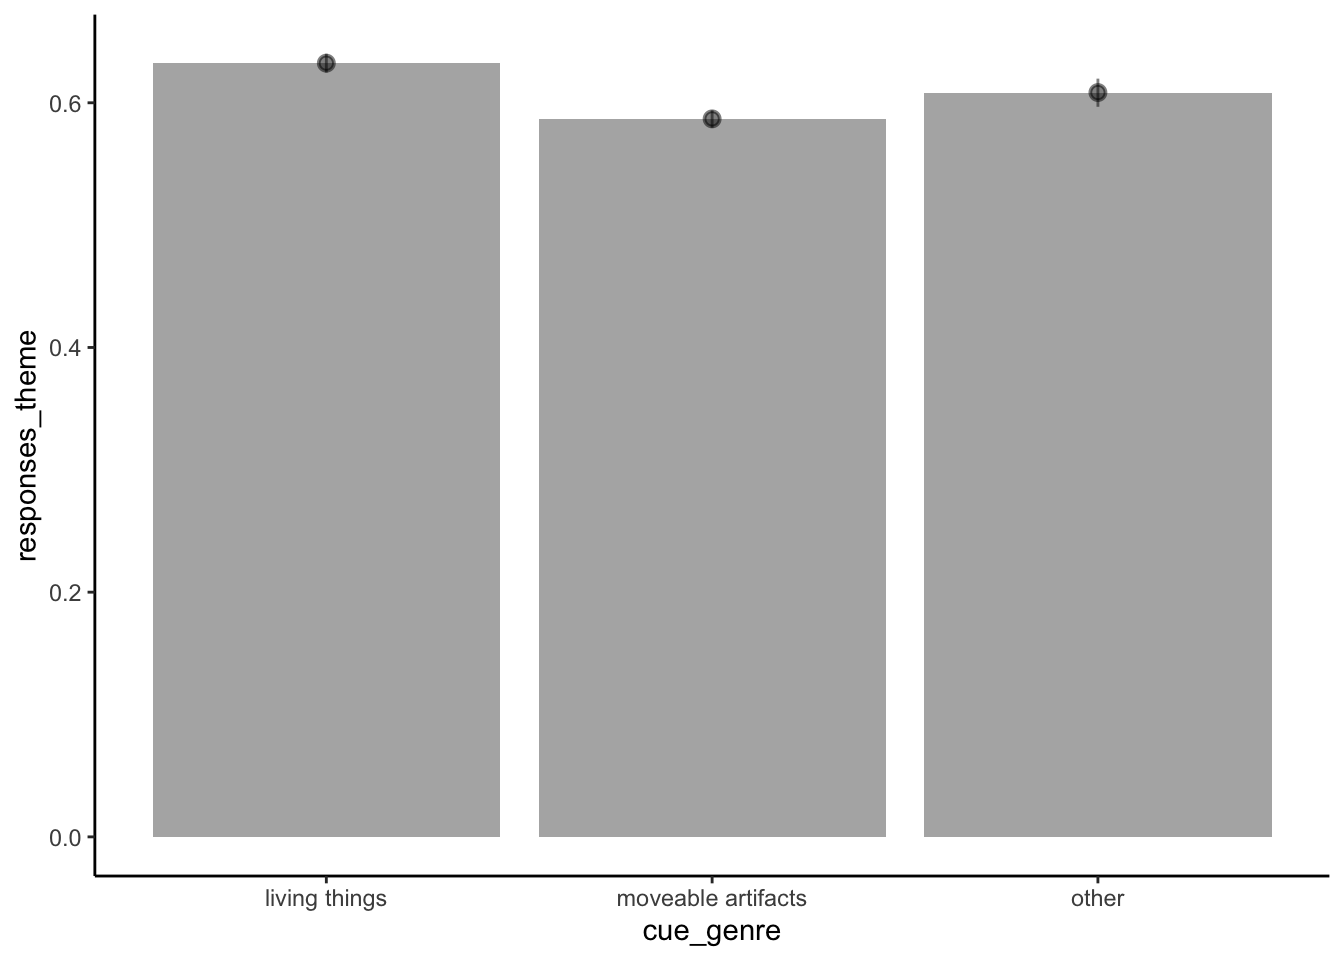 0.6
0.4
0.2
0.0
responses_theme
living things
moveable artifacts
other
cue_genre